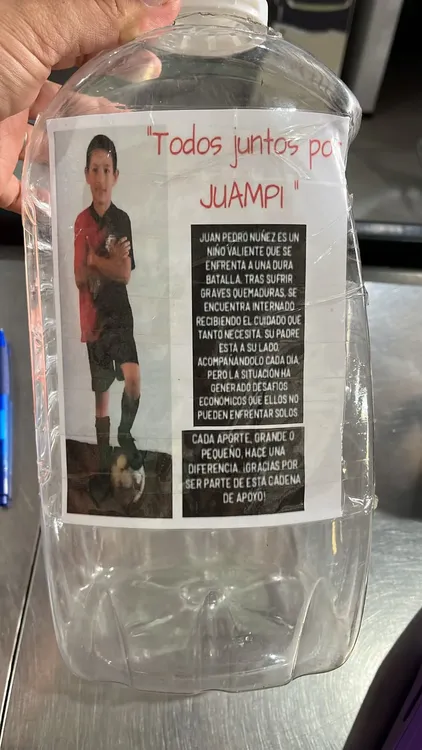 "Todos juntos por
JUAMPI"
JUAN PEDRO NUÑEZ ES UN
NIÑO VALIENTE QUE SE
ENFRENTA A UNA DURA
BATALLA. TRAS SUFRIR
GRAVES QUEMADURAS, SE
ENCUENTRA INTERNADO
RECIBIENDO EL CUIDADO QUE
TANTO NECESITA. SU PADRE
ESTA A SU LADO,
ACOMPAÑANDOLO CADA DIA,
PERO LA SITUACIÓN HA
GENERADO DESAFIOS
ECONOMICOS QUE ELLOS NO
PUEDEN ENFRENTAR SOLOS.
CADA APORTE, GRANDE O
PEQUEÑO, HACE UNA
DIFERENCIA. ¡GRACIAS POR
SER PARTE DE ESTA CADENA
DE APOYO!